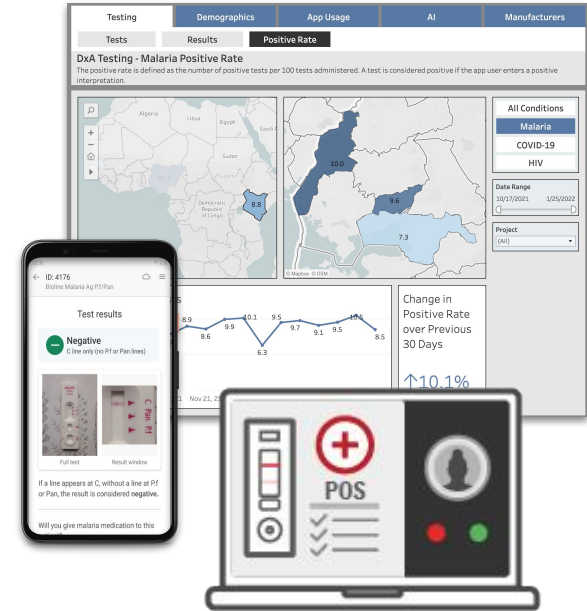 Testing
Demographics
App Usage
AI
Manufacturers
Tests
Results
Positive Rate
DxA Testing - Malaria Positive Rate
The positive rate is defined as the number of positive tests per 100 tests administered. A test is considered positive if the app user enters a positive
interpretation.
Algeria
Libya
Egypt
Saudi
Sudan
Democratic
Republic
of Congo
8.8
10.0
9.6
7.3
© Mapbox © OSM
All Conditions
Malaria
COVID-19
HIV
Date Range
10/17/2021
1/25/2022
Project
(All)
8.9
8.6
9.9
10.1
6.3
9.5
9.7
9.1
9.5
10.5
8.5
Nov 21, 21
Change in
Positive Rate
over Previous
30 Days
↑10.1%
ID: 4176
Bioline Malaria Ag P.f/Pan
Test results
Negative
C line only (no P.f or Pan lines)
C Pan P.f
Full test
Result window
If a line appears at C, without a line at P.f
or Pan, the result is considered negative.
Will you give malaria medication to this
POS